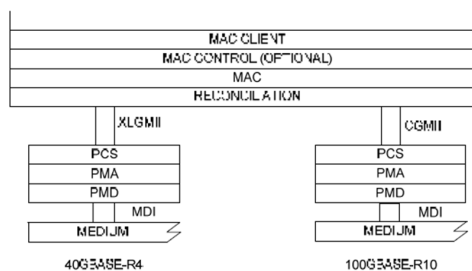 MAC CLIENT
MAC CONTROL (OPTIONAL)
MAC
RECONCILATION
XLGMII
CGMII
PCS
PCS
PMA
PMA
PMD
PMD
MDI
MDI
MEDIUM
MEDIUM
40GBASE-R4
100GBASE-R10